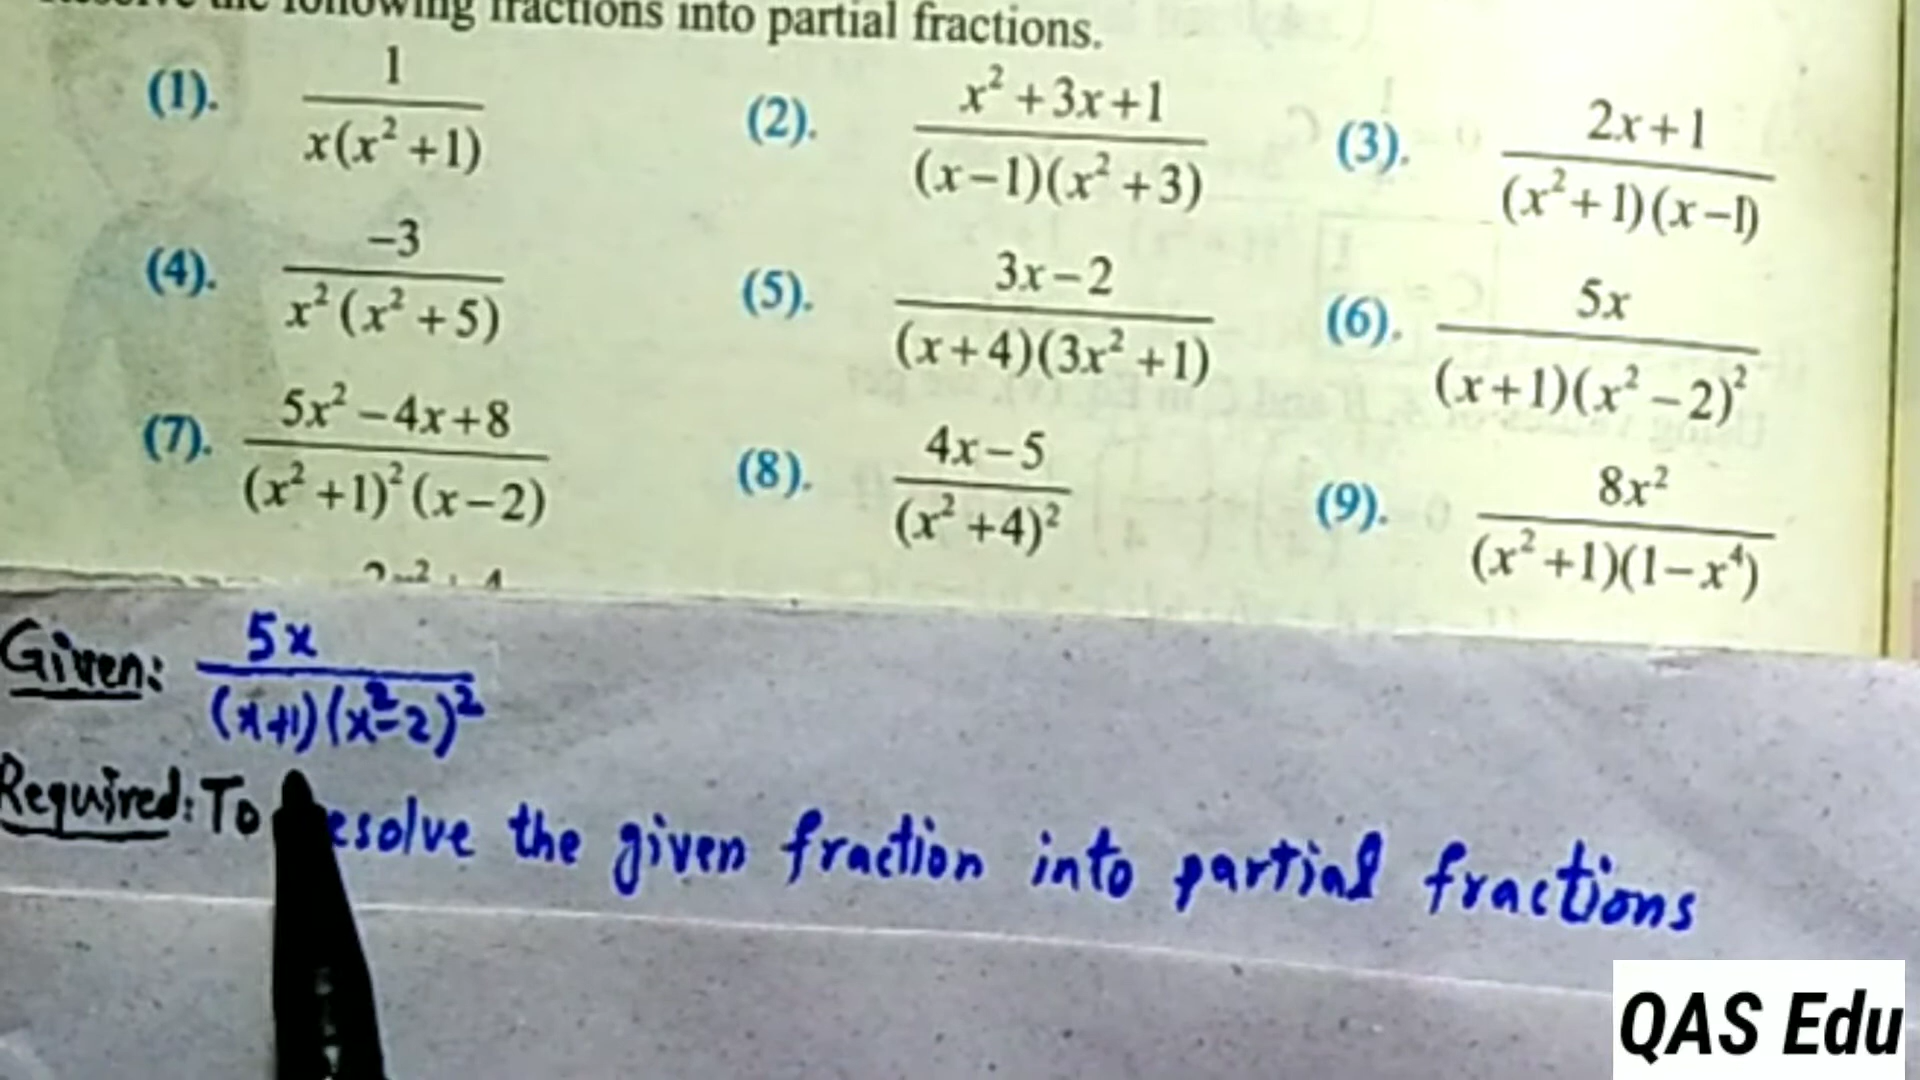 following fractions into partial fractions.
(1). 1/(x(x²+1)) (2). (x²+3x+1)/((x-1)(x²+3)) (3). (2x+1)/((x²+1)(x-1))
(4). -3/(x²(x²+5)) (5). (3x-2)/((x+4)(3x²+1)) (6). 5x/((x+1)(x²-2)²)
(7). (5x²-4x+8)/((x²+1)²(x-2)) (8). (4x-5)/((x²+4)²) (9). 8x²/((x²+1)(1-x⁴))
Given: 5x/((x+1)(x²-2)²)
Required: To esolve the given fraction into partial fractions
QAS Edu